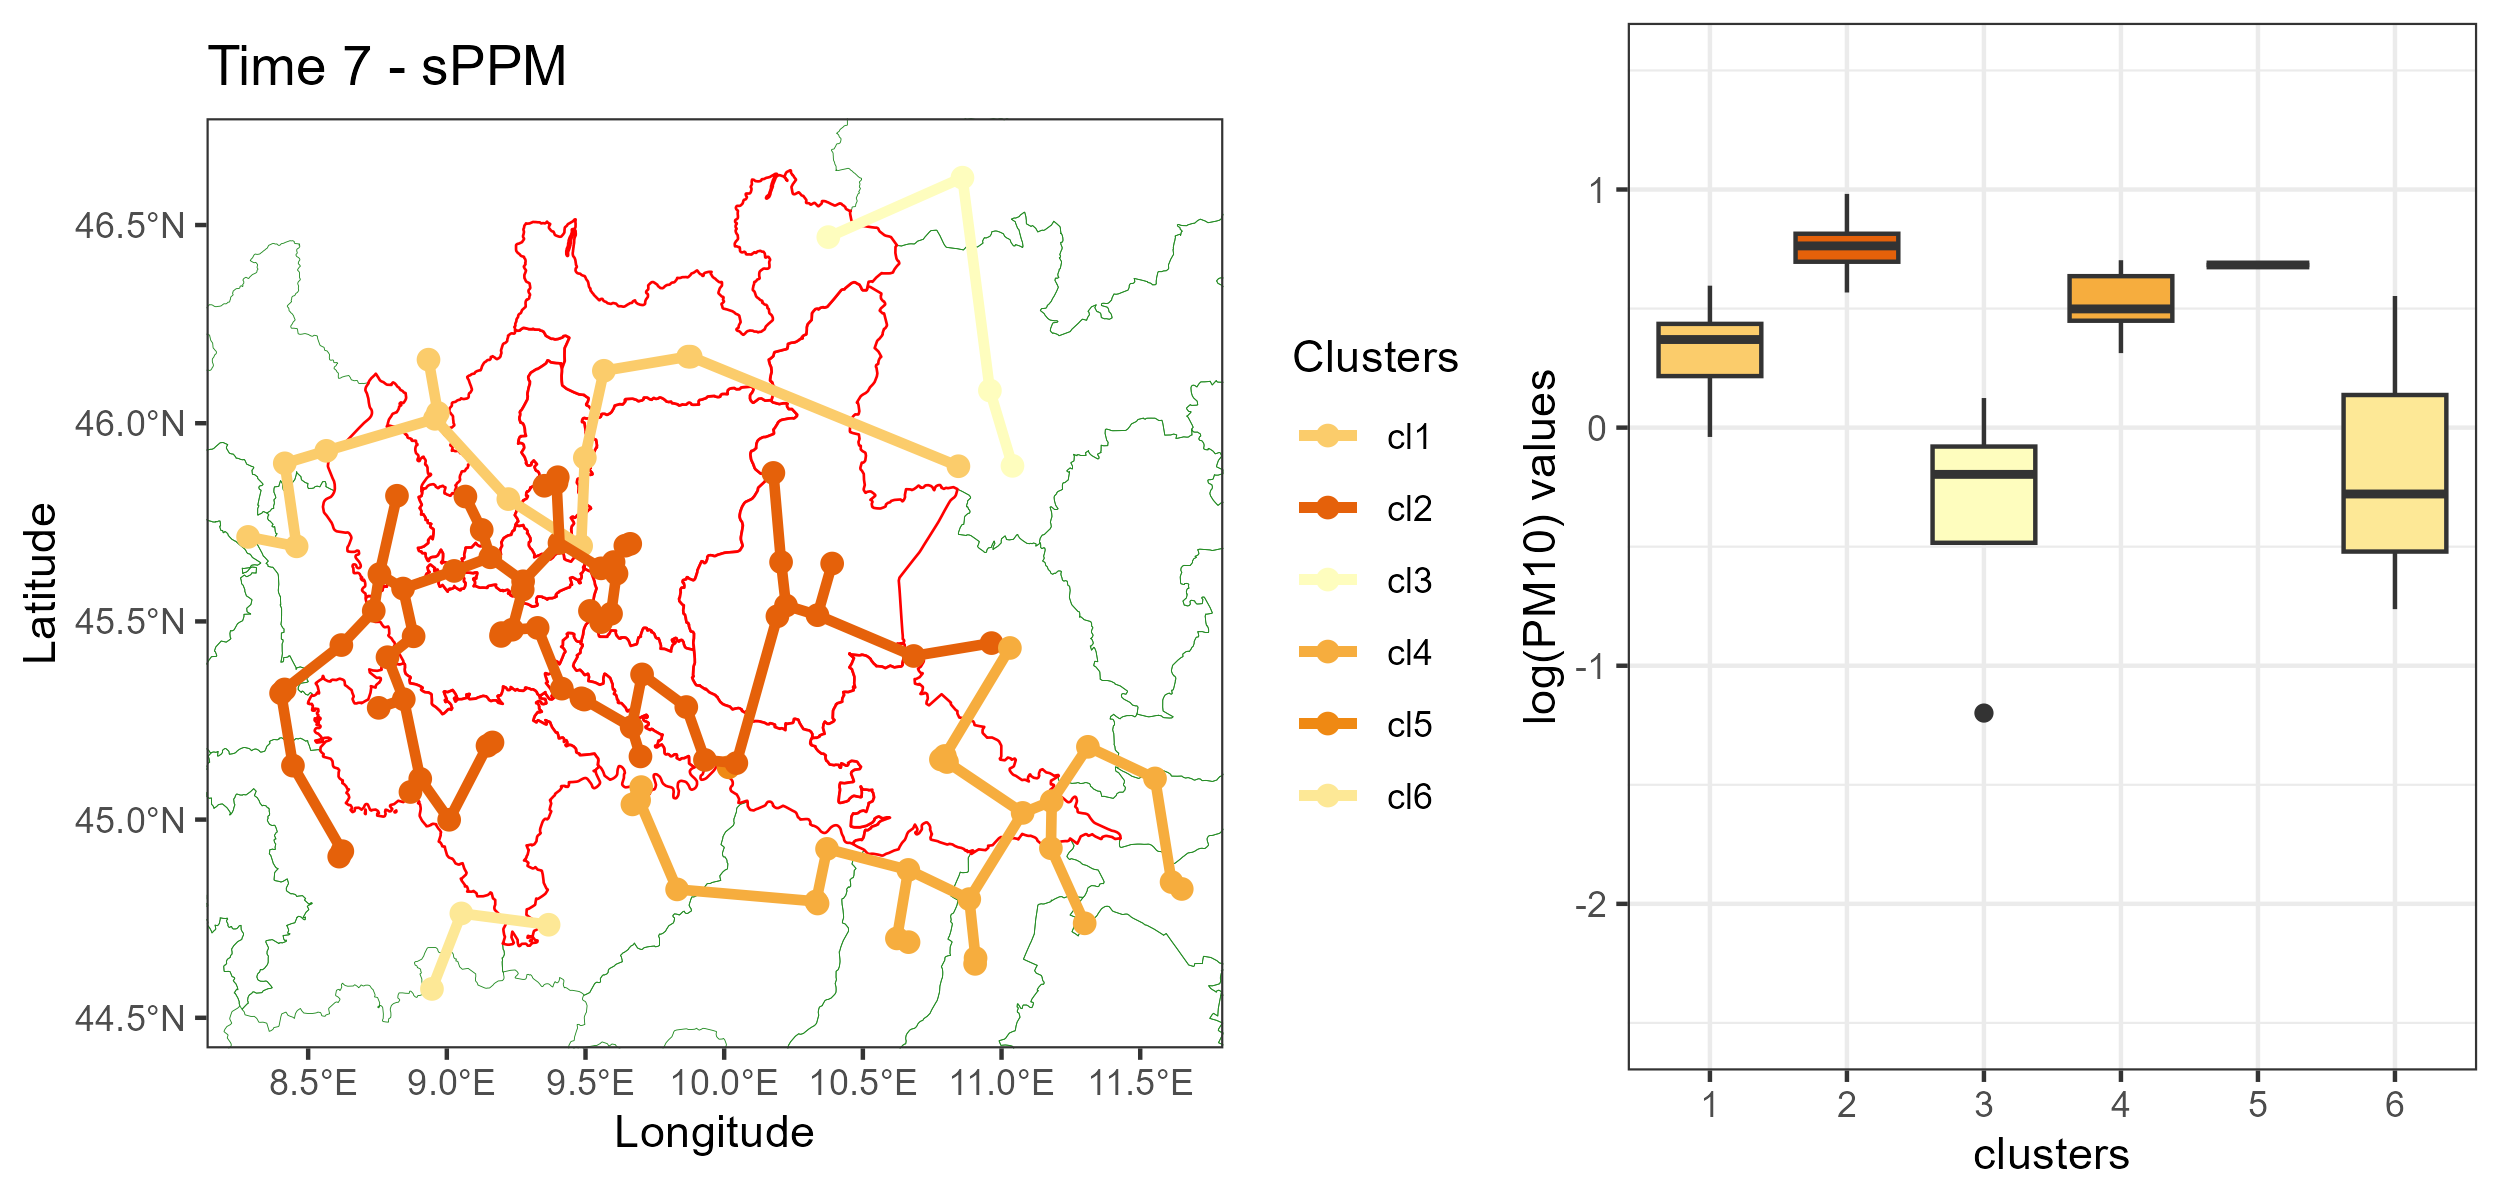 Time 7 - sPPM
Latitude
46.5°N
46.0°N
45.5°N
45.0°N
44.5°N
8.5°E 9.0°E 9.5°E 10.0°E 10.5°E 11.0°E 11.5°E
Longitude
Clusters
cl1
cl2
cl3
cl4
cl5
cl6
log(PM10) values
1
0
-1
-2
1 2 3 4 5 6
clusters